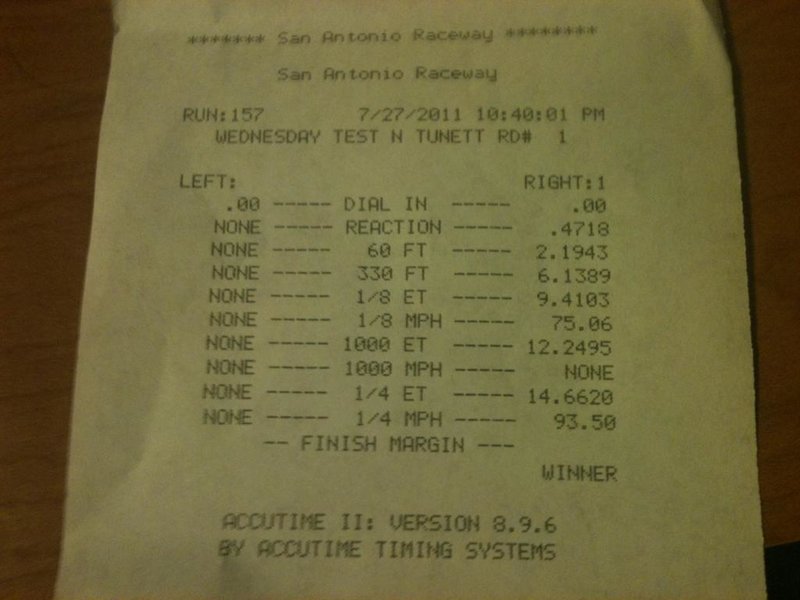 ******* San Antonio Raceway ********
San Antonio Raceway
RUN:157 7/27/2011 10:40:01 PM
WEDNESDAY TEST N TUNETT RD# 1
LEFT: RIGHT:1
.00 ----- DIAL IN ----- .00
NONE ----- REACTION ----- .4718
NONE ----- 60 FT ----- 2.1943
NONE ----- 330 FT ----- 6.1389
NONE ----- 1/8 ET ----- 9.4103
NONE ----- 1/8 MPH ----- 75.06
NONE ----- 1000 ET ----- 12.2495
NONE ----- 1000 MPH ----- NONE
NONE ----- 1/4 ET ----- 14.6620
NONE ----- 1/4 MPH ----- 93.50
-- FINISH MARGIN ---
WINNER
ACCUTIME II: VERSION 8.9.6
BY ACCUTIME TIMING SYSTEMS